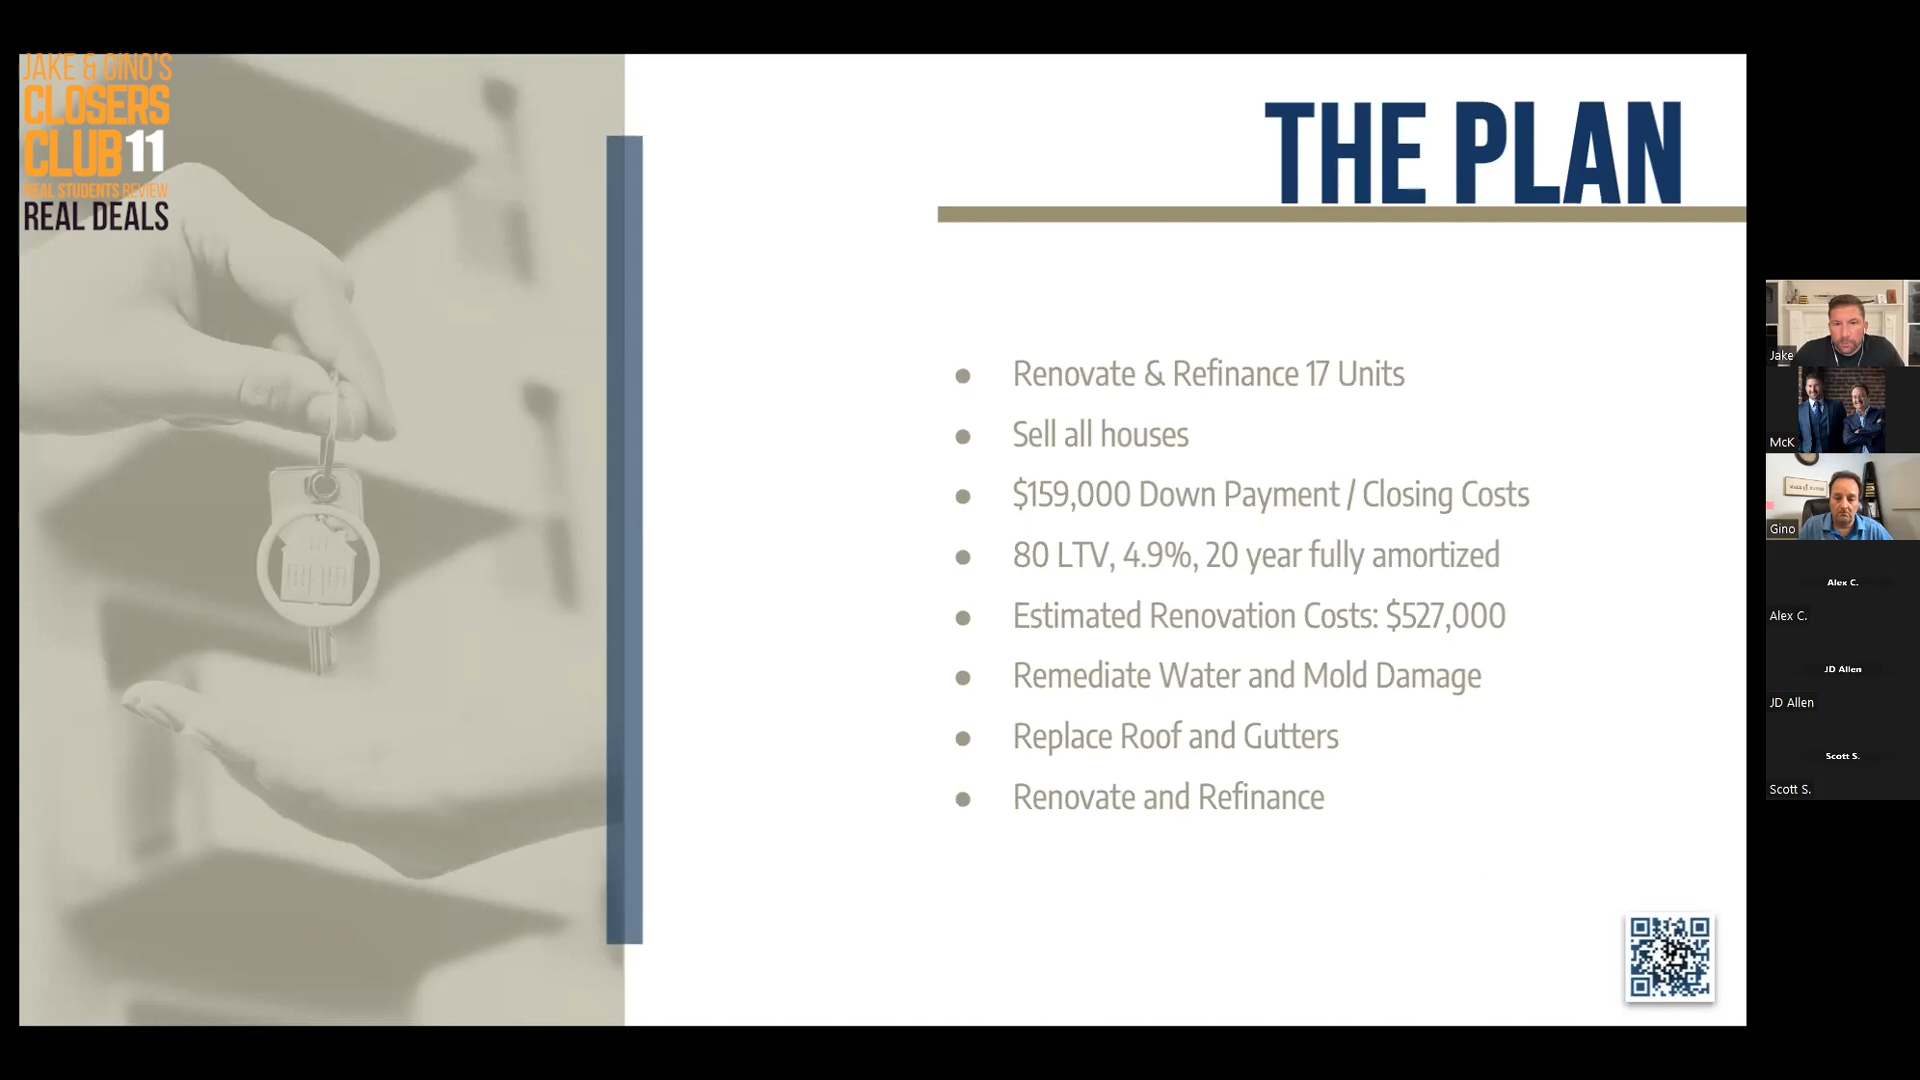 JAKE & GINO'S
CLOSERS
CLUB 11
REAL STUDENTS REVIEW
REAL DEALS
THE PLAN
Renovate & Refinance 17 Units
Sell all houses
$159,000 Down Payment / Closing Costs
80 LTV, 4.9%, 20 year fully amortized
Estimated Renovation Costs: $527,000
Remediate Water and Mold Damage
Replace Roof and Gutters
Renovate and Refinance
Jake
McK
Gino
Alex C.
Alex C.
JD Allen
JD Allen
Scott S.
Scott S.